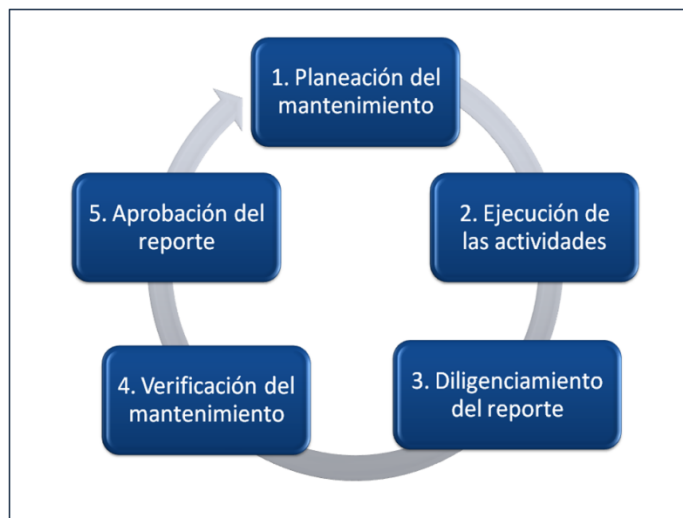 1. Planeación del
mantenimiento
2. Ejecución de
las actividades
3. Diligenciamiento
del reporte
4. Verificación del
mantenimiento
5. Aprobación del
reporte